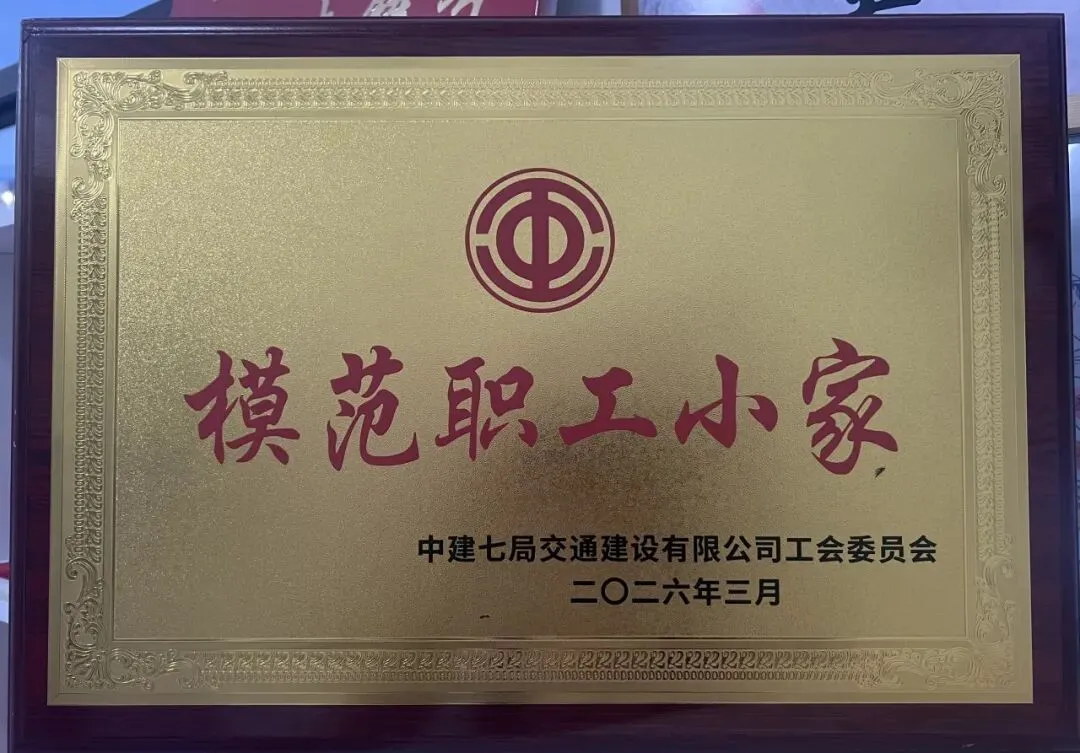 模范职工小家
中建七局交通建设有限公司工会委员会
二〇二六年三月